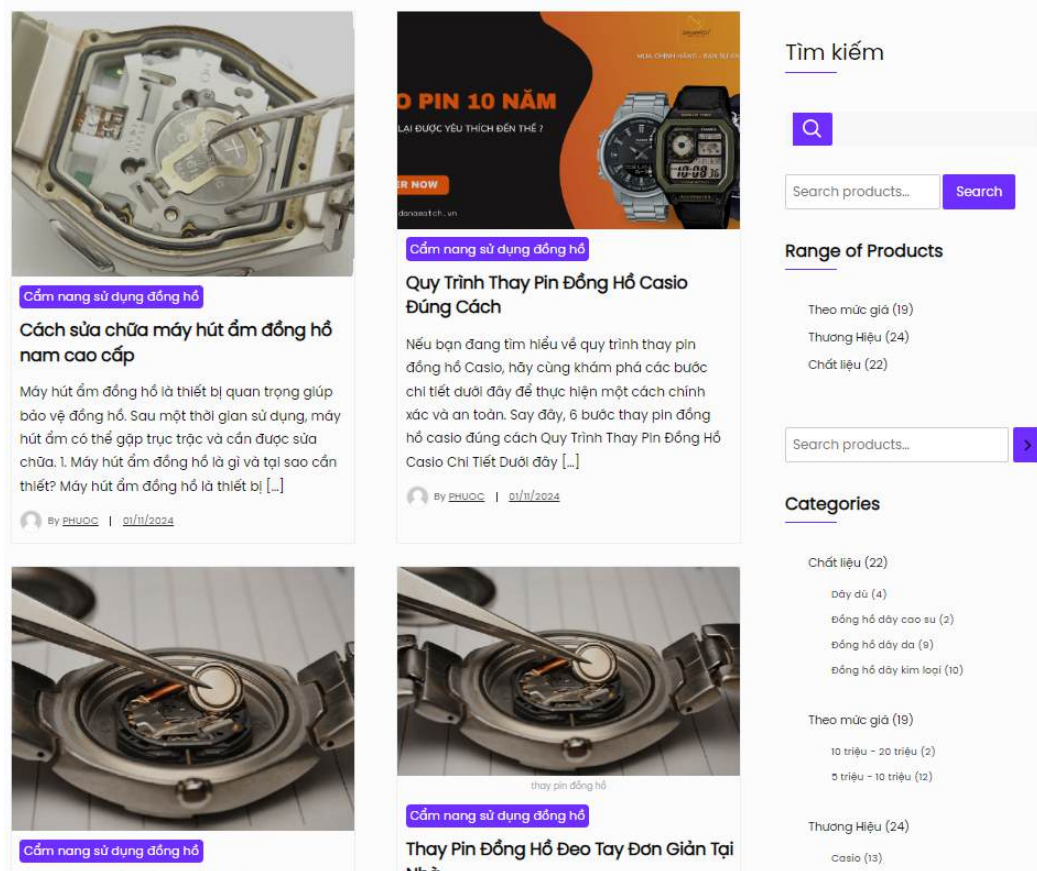 O PIN 10 NĂM
LẠI ĐƯỢC YÊU THÍCH ĐẾN THẾ ?
ER NOW
danawatch.vn
10:08 36
Cẩm nang sử dụng đồng hồ
Cách sửa chữa máy hút ẩm đồng hồ
nam cao cấp
Máy hút ẩm đồng hồ là thiết bị quan trọng giúp
bảo vệ đồng hồ. Sau một thời gian sử dụng, máy
hút ẩm có thể gặp trục trặc và cần được sửa
chữa. 1. Máy hút ẩm đồng hồ là gì và tại sao cần
thiết? Máy hút ẩm đồng hồ là thiết bị [...]
By PHUOC | 01/11/2024
Cẩm nang sử dụng đồng hồ
Quy Trình Thay Pin Đồng Hồ Casio
Đúng Cách
Nếu bạn đang tìm hiểu về quy trình thay pin
đồng hồ Casio, hãy cùng khám phá các bước
chi tiết dưới đây để thực hiện một cách chính
xác và an toàn. Say đây, 6 bước thay pin đồng
hồ casio đúng cách Quy Trình Thay Pin Đồng Hồ
Casio Chi Tiết Dưới đây [...]
By PHUOC | 01/11/2024
Cẩm nang sử dụng đồng hồ
thay pin đồng hồ
Cẩm nang sử dụng đồng hồ
Thay Pin Đồng Hồ Đeo Tay Đơn Giản Tại
Tìm kiếm
Search products...
Search
Range of Products
Theo mức giá (19)
Thương Hiệu (24)
Chất liệu (22)
Search products...
Categories
Chất liệu (22)
Dây dù (4)
Đồng hồ dây cao su (2)
Đồng hồ dây da (9)
Đồng hồ dây kim loại (10)
Theo mức giá (19)
10 triệu - 20 triệu (2)
5 triệu - 10 triệu (12)
Thương Hiệu (24)
Casio (13)